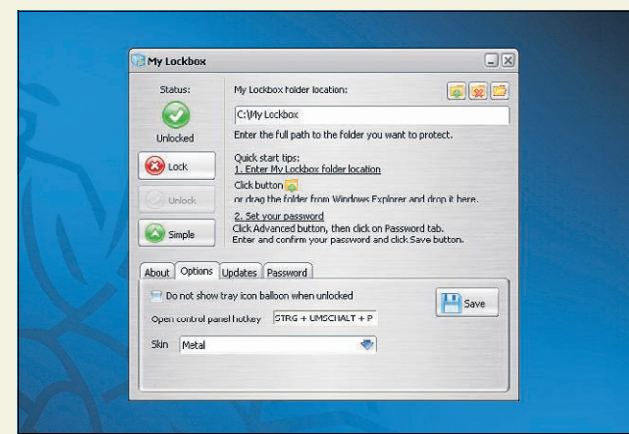 My Lockbox
Status:
Unlocked
Lock
Unlock
Simple
My Lockbox folder location:
C:\My Lockbox
Enter the full path to the folder you want to protect.
Quick start tips:
1. Enter My Lockbox folder location
Click button
or drag the folder from Windows Explorer and drop it here.
2. Set your password
Click Advanced button, then click on Password tab.
Enter and confirm your password and click Save button.
About Options Updates Password
Do not show tray icon balloon when unlocked
Open control panel hotkey STRG + UMSCHALT + P
Save
Skin Metal